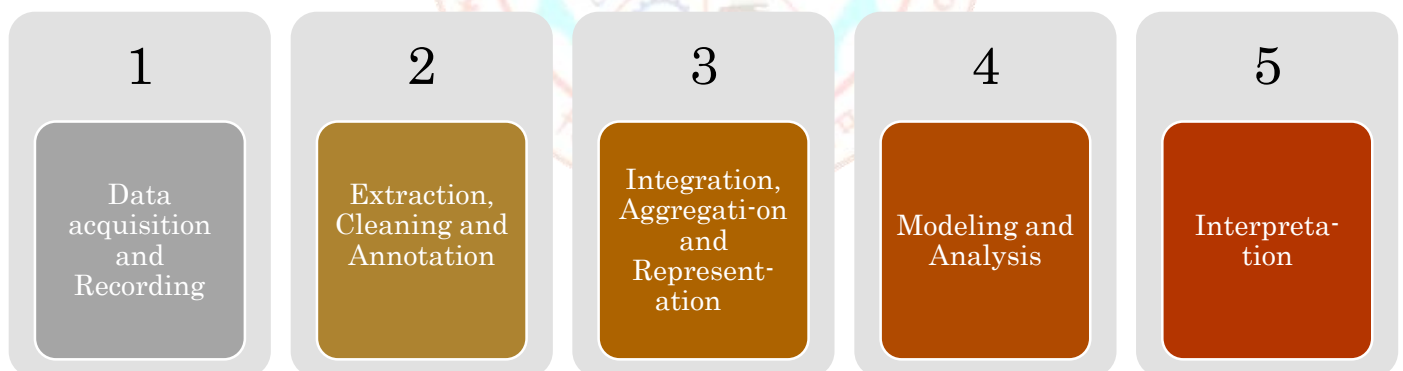 1
Data
acquisition
and
Recording
2
Extraction,
Cleaning and
Annotation
3
Integration,
Aggregati-on
and
Represent-
ation
4
Modeling and
Analysis
5
Interpreta-
tion